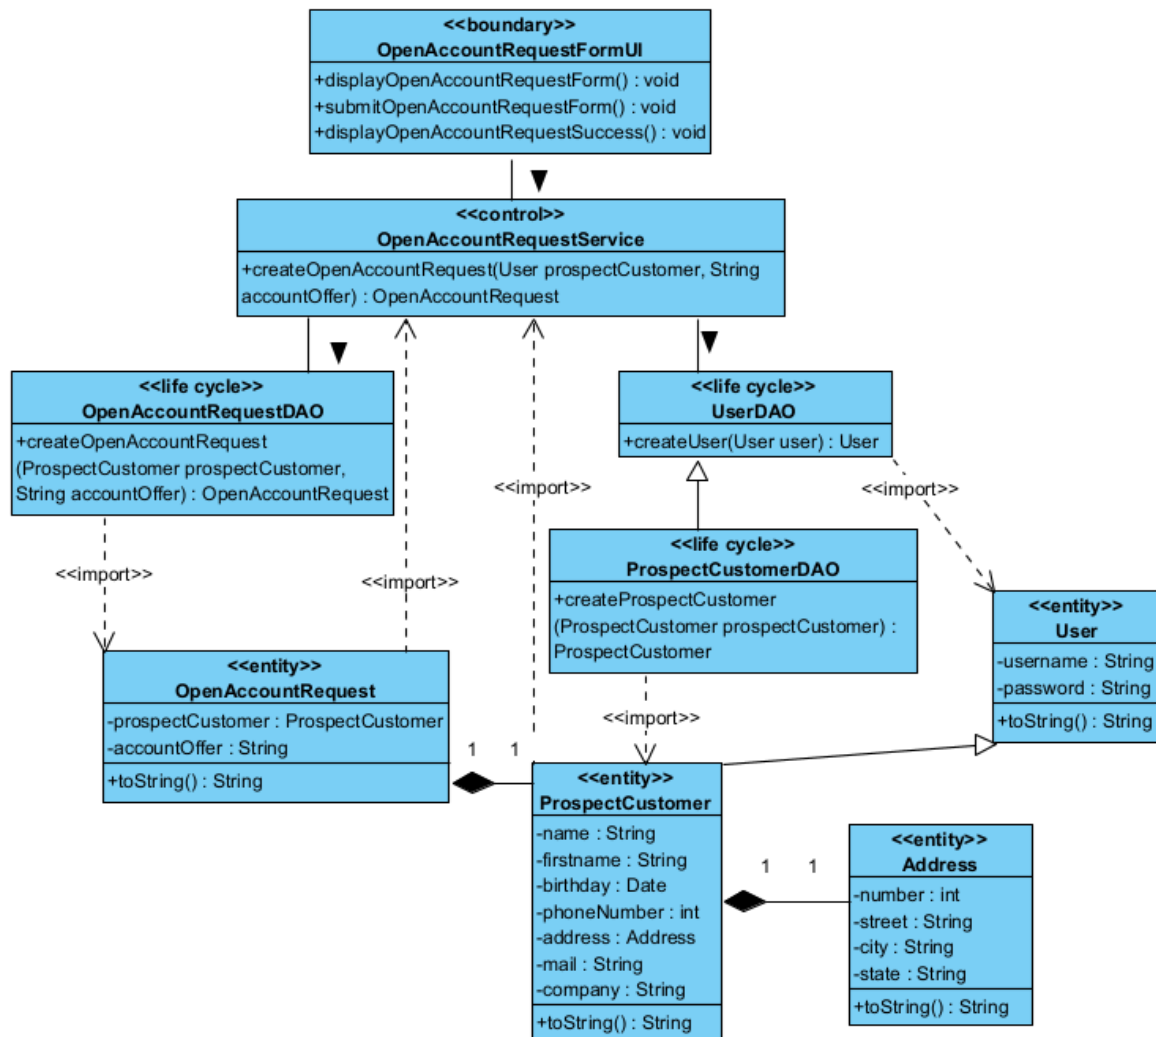 <<boundary>>
OpenAccountRequestFormUI
+displayOpenAccountRequestForm() : void
+submitOpenAccountRequestForm() : void
+displayOpenAccountRequestSuccess() : void
<<control>>
OpenAccountRequestService
+createOpenAccountRequest(User prospectCustomer, String
accountOffer) : OpenAccountRequest
<<life cycle>>
OpenAccountRequestDAO
+createOpenAccountRequest
(ProspectCustomer prospectCustomer,
String accountOffer) : OpenAccountRequest
<<life cycle>>
UserDAO
+createUser(User user) : User
<<import>>
<<import>>
<<import>>
<<import>>
<<life cycle>>
ProspectCustomerDAO
+createProspectCustomer
(ProspectCustomer prospectCustomer) :
ProspectCustomer
<<import>>
<<entity>>
User
-username : String
-password : String
+toString() : String
<<entity>>
OpenAccountRequest
-prospectCustomer : ProspectCustomer
-accountOffer : String
+toString() : String
1 1
<<entity>>
ProspectCustomer
-name : String
-firstname : String
-birthday : Date
-phoneNumber : int
-address : Address
-mail : String
-company : String
+toString() : String
1 1
<<entity>>
Address
-number : int
-street : String
-city : String
-state : String
+toString() : String